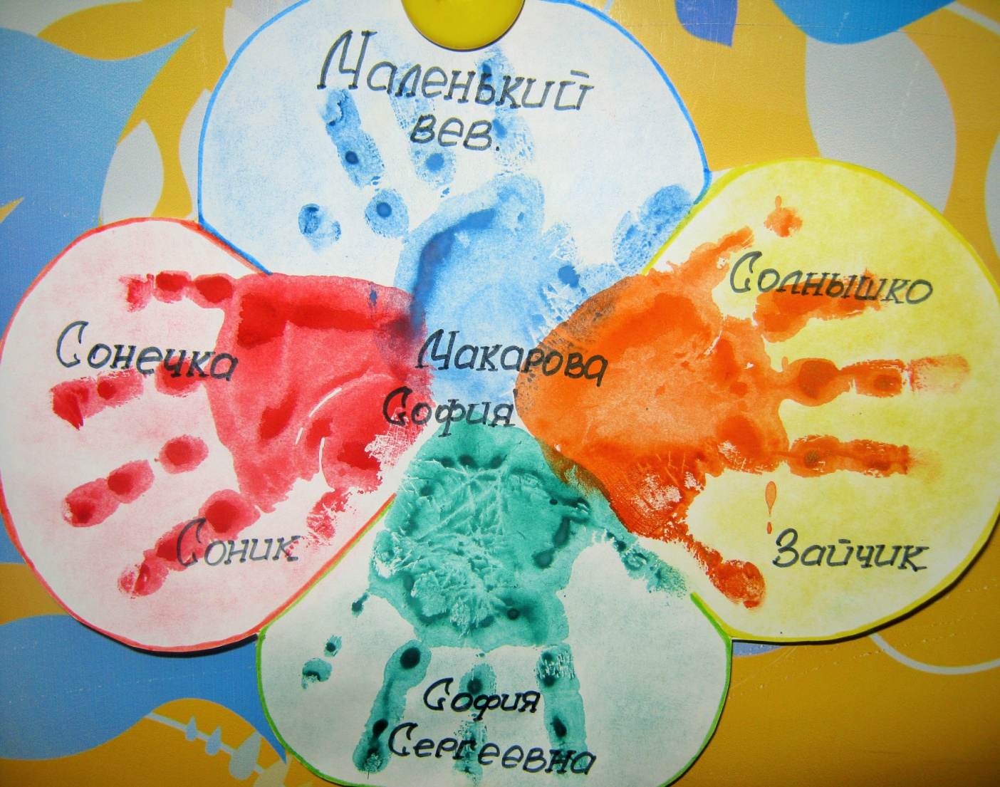 Маленький
вев.
Солнышко
Сонечка
Макарова
София
Соник
Зайчик
София
Сергеевна